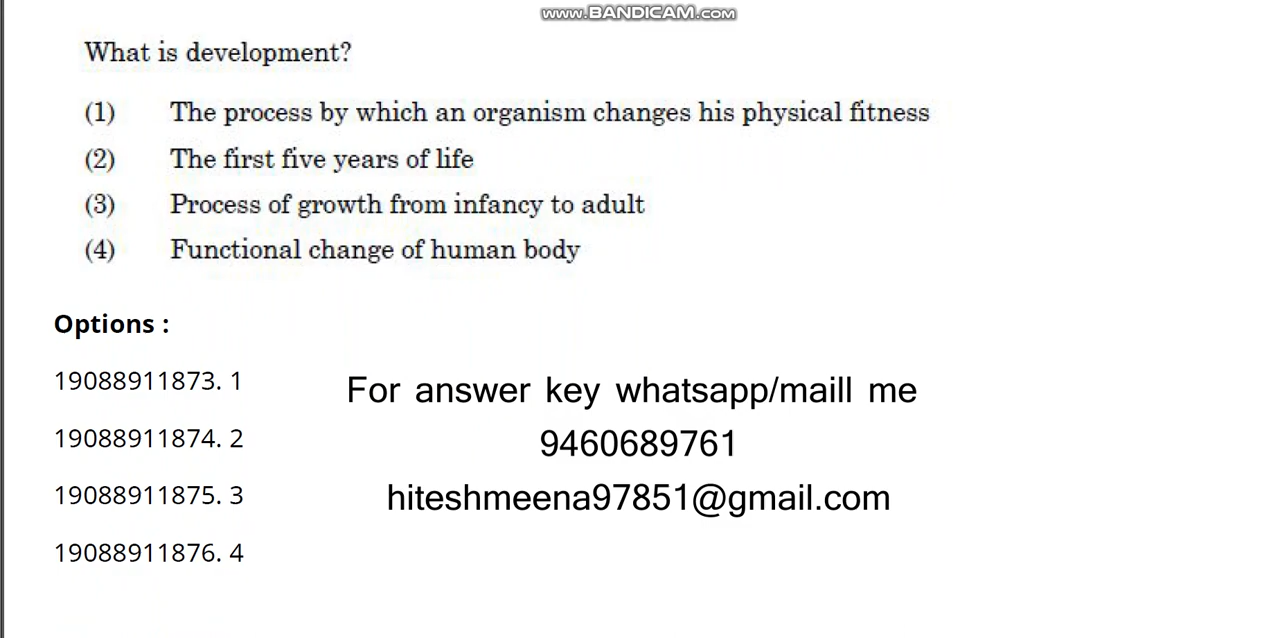 www.BANDICAM.com
What is development?
(1) The process by which an organism changes his physical fitness
(2) The first five years of life
(3) Process of growth from infancy to adult
(4) Functional change of human body
Options :
19088911873. 1
19088911874. 2
19088911875. 3
19088911876. 4
For answer key whatsapp/maill me
9460689761
hiteshmeena97851@gmail.com